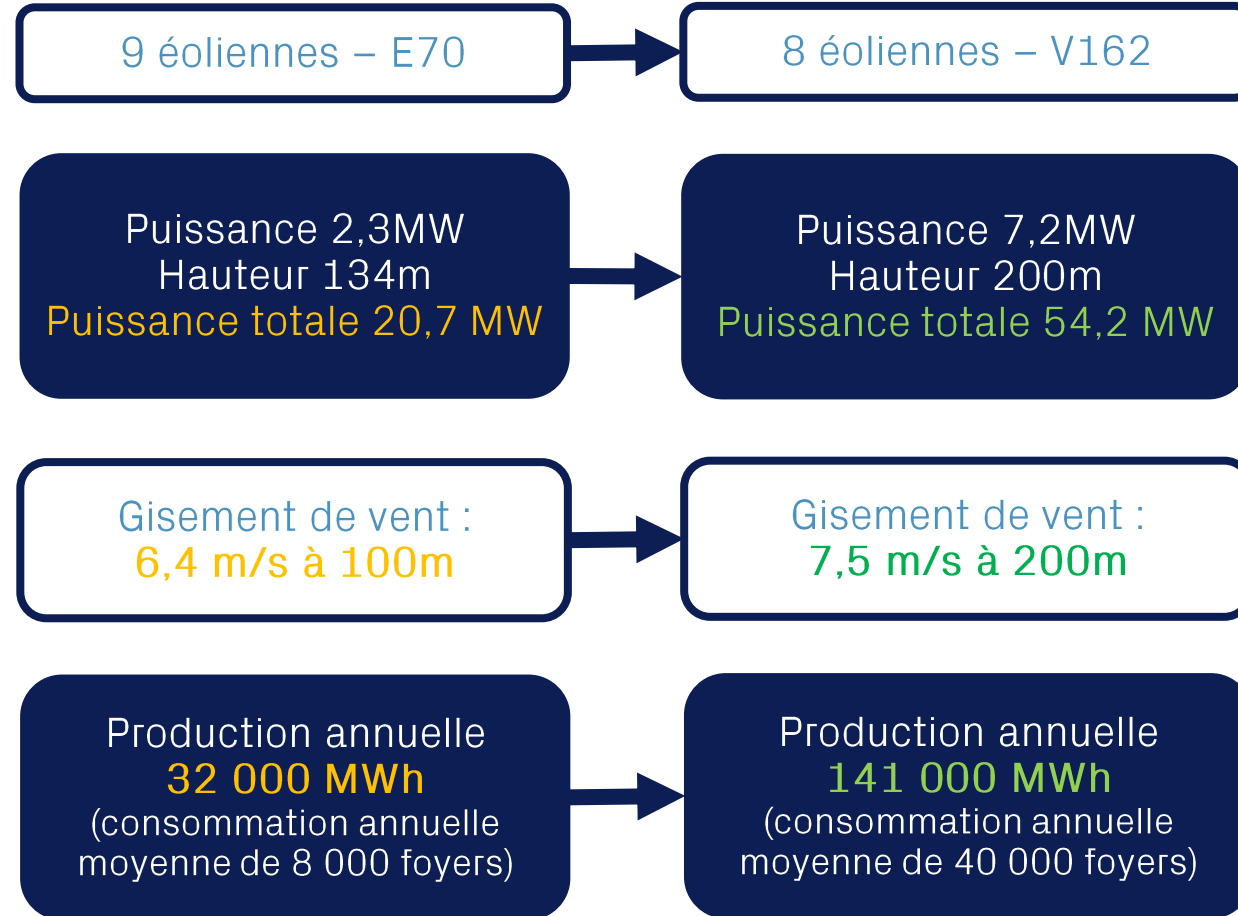 9 éoliennes – E70
8 éoliennes – V162
Puissance 2,3MW
Hauteur 134m
Puissance totale 20,7 MW
Puissance 7,2MW
Hauteur 200m
Puissance totale 54,2 MW
Gisement de vent :
6,4 m/s à 100m
Gisement de vent :
7,5 m/s à 200m
Production annuelle
32 000 MWh
(consommation annuelle
moyenne de 8 000 foyers)
Production annuelle
141 000 MWh
(consommation annuelle
moyenne de 40 000 foyers)